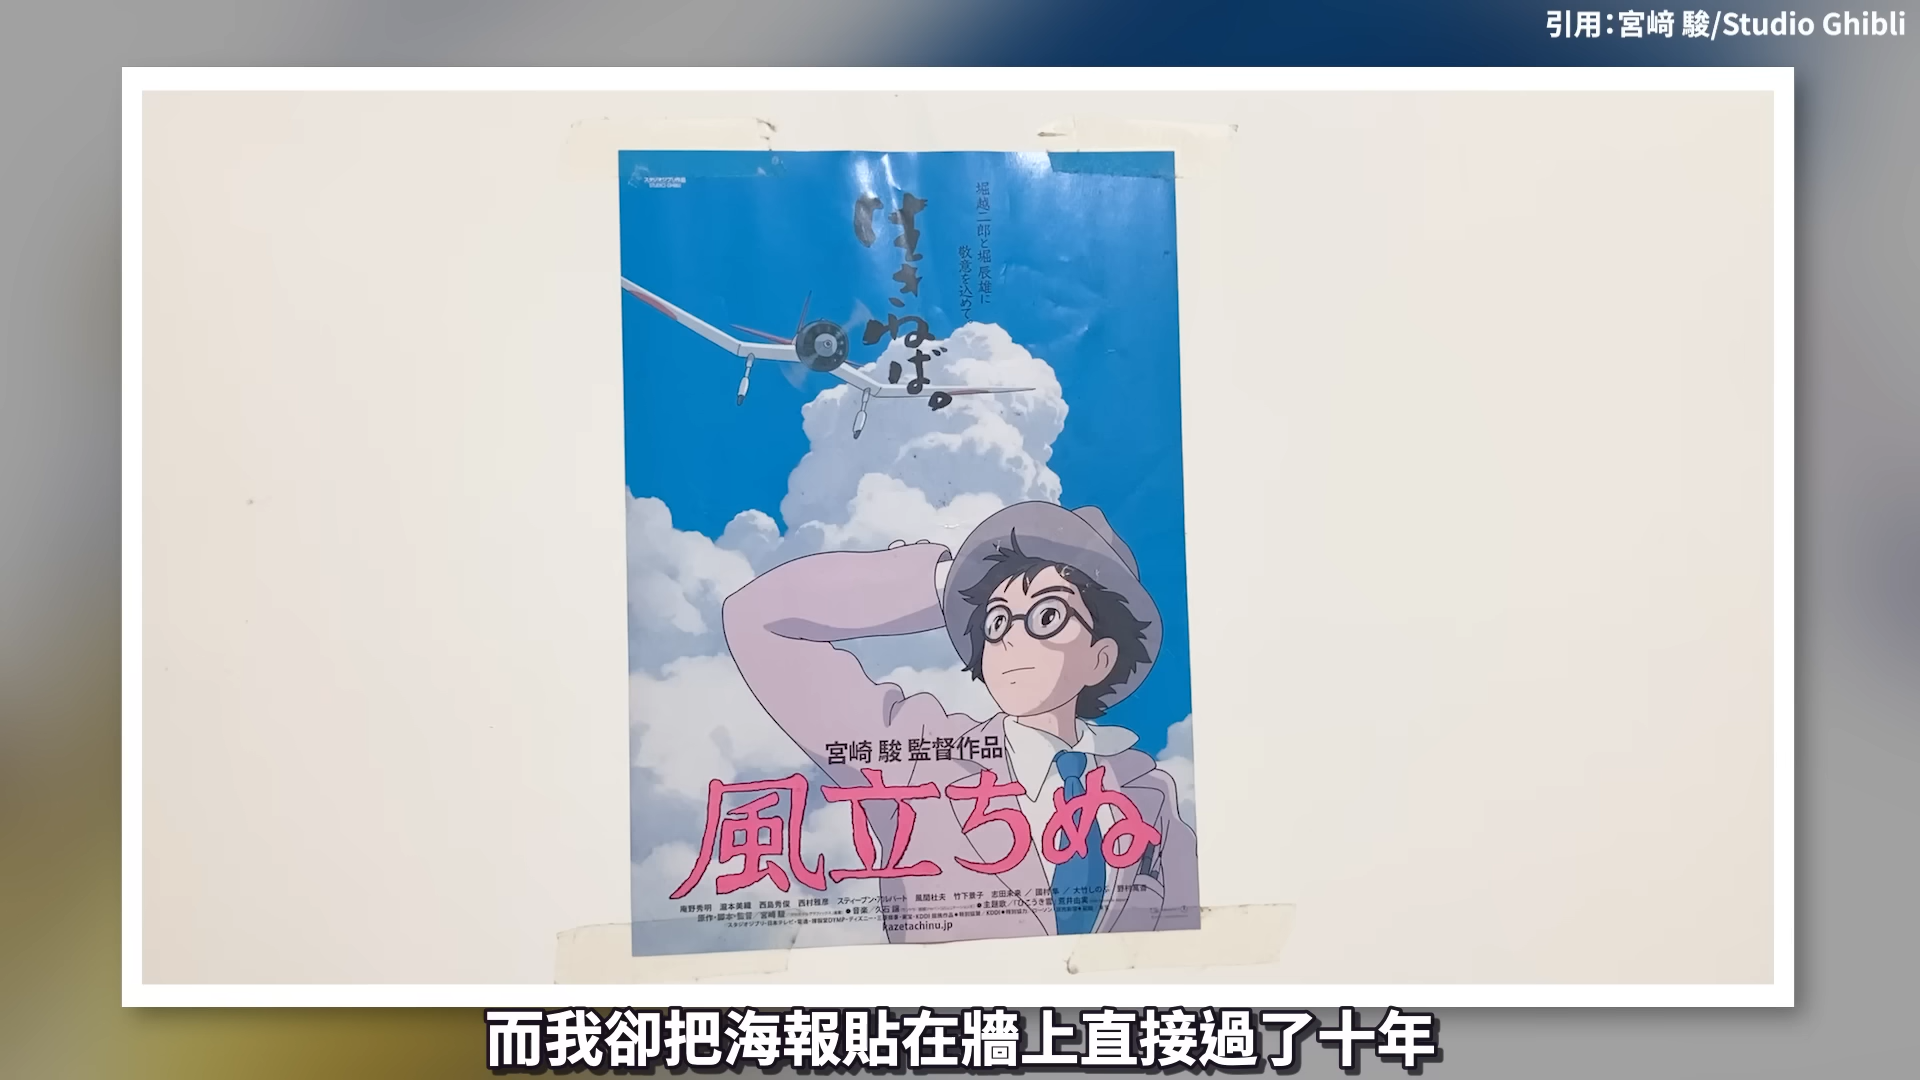 引用：宮﨑 駿/Studio Ghibli
スタジオジブリ作品
STUDIO GHIBLI
堀越二郎と堀 辰雄に
敬意を込めて。
生きねば。
宮崎 駿 監督作品
風立ちぬ
庵野秀明 瀧本美織 西島秀俊 西村雅彦 スティーブン・アルパート 風間杜夫 竹下景子 志田未来 ／ 國村 隼 ／ 大竹しのぶ 野村萬斎
原作・脚本・監督／宮崎 駿 ●音楽／久石 譲 ●主題歌／「ひこうき雲」荒井由実
kazetachinu.jp
而我卻把海報貼在牆上直接過了十年